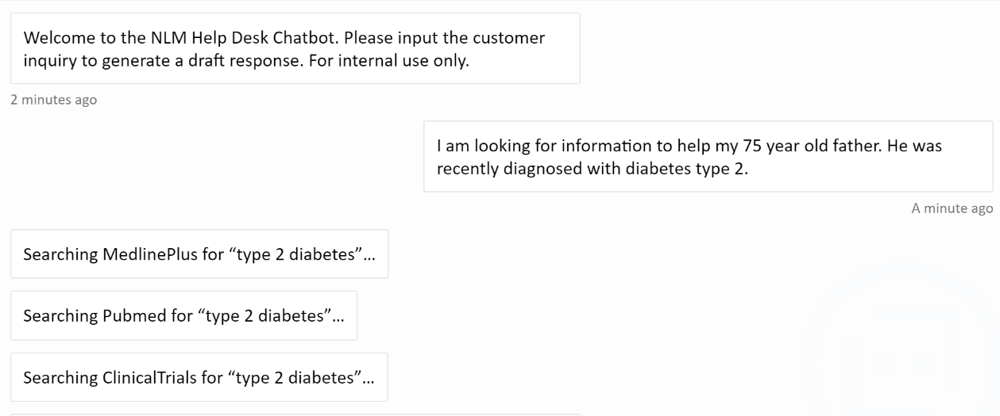 Welcome to the NLM Help Desk Chatbot. Please input the customer
inquiry to generate a draft response. For internal use only.
2 minutes ago
I am looking for information to help my 75 year old father. He was
recently diagnosed with diabetes type 2.
A minute ago
Searching MedlinePlus for “type 2 diabetes”...
Searching Pubmed for “type 2 diabetes”...
Searching ClinicalTrials for “type 2 diabetes”...